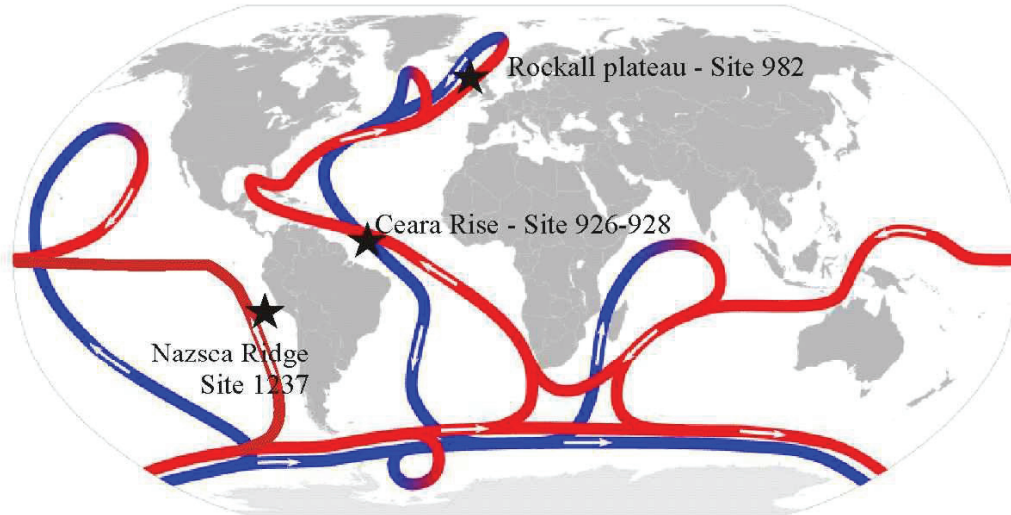 Rockall plateau - Site 982
Ceara Rise - Site 926-928
Nazsca Ridge
Site 1237